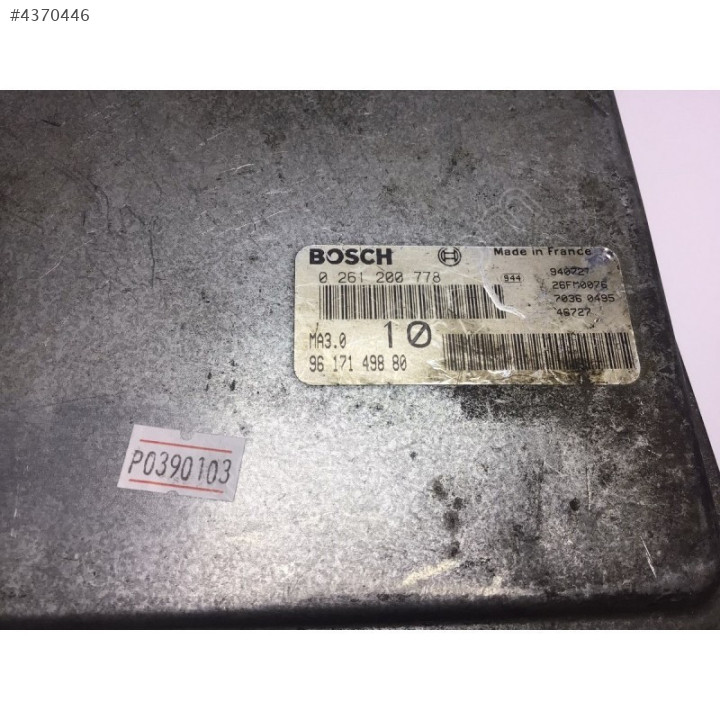 #4370446
BOSCH Made in France
0 261 200 778 944 940727
26FM0076
7036 0495
46727
MA3.0 10
96 171 498 80
P0390103